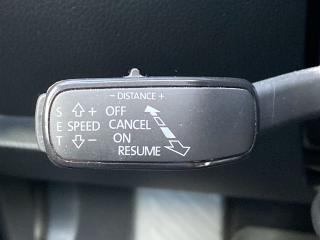 - DISTANCE +
S + OFF
E SPEED CANCEL
T - ON
RESUME